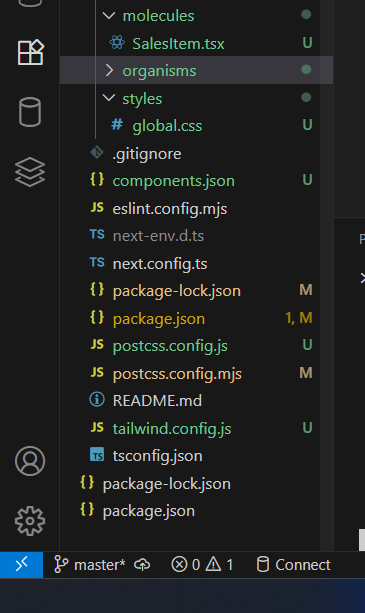 molecules
SalesItem.tsx U
organisms
styles
# global.css U
.gitignore
{} components.json U
JS eslint.config.mjs
TS next-env.d.ts
TS next.config.ts
{} package-lock.json M
{} package.json 1, M
JS postcss.config.js U
JS postcss.config.mjs M
README.md
JS tailwind.config.js U
TS tsconfig.json
{} package-lock.json
{} package.json
master* 0 1 Connect